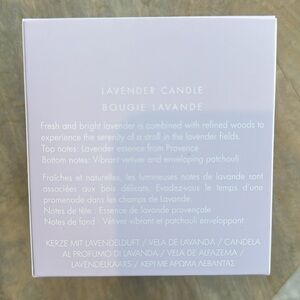 LAVENDER CANDLE
BOUGIE LAVANDE
Fresh and bright lavender is combined with refined woods to
experience the serenity of a stroll in the lavender fields.
Top notes: Lavender essence from Provence
Bottom notes: Vibrant vetiver and enveloping patchouli
Fraîches et naturelles, les lumineuses notes de lavande sont
associées aux bois délicats. Evadez-vous le temps d'une
promenade dans les champs de Lavande.
Notes de tête : Essence de lavande provençale
Notes de fond : Vibrant vétiver et patchouli enveloppant
KERZE MIT LAVENDELDUFT / VELA DE LAVANDA / CANDELA
AL PROFUMO DI LAVANDA / VELA DE ALFAZEMA /
LAVENDELKAARS / ΚΕΡΙ ΜΕ ΑΡΩΜΑ ΛΕΒΑΝΤΑΣ